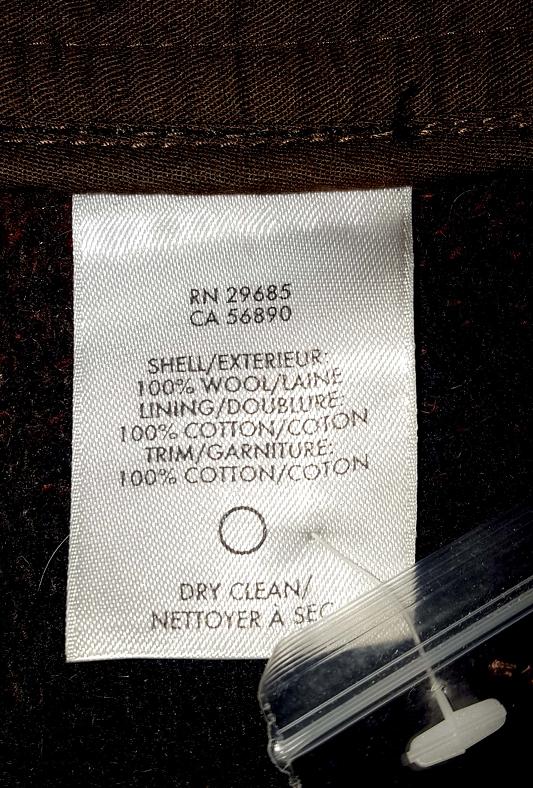 RN 29685
CA 56890
SHELL/EXTERIEUR:
100% WOOL/LAINE
LINING/DOUBLURE:
100% COTTON/COTON
TRIM/GARNITURE:
100% COTTON/COTON
DRY CLEAN/
NETTOYER À SEC